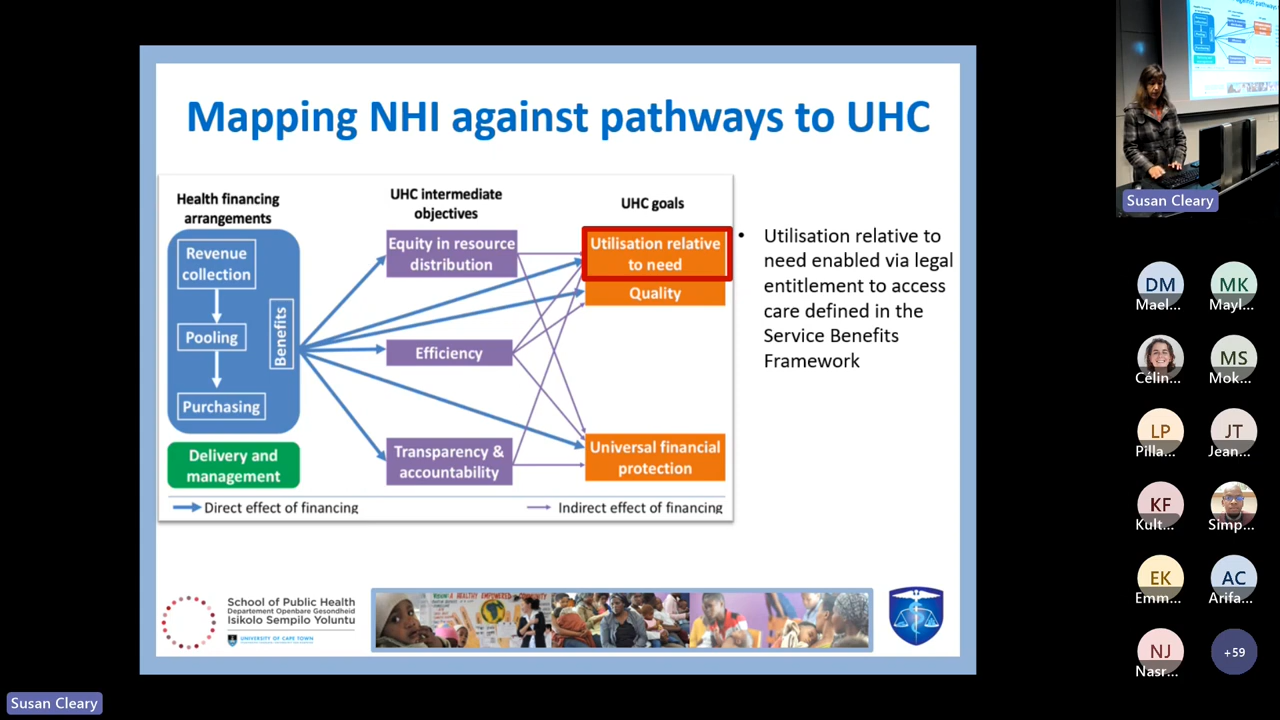 Mapping NHI against pathways to UHC
Health financing
arrangements
UHC intermediate
objectives
UHC goals
Revenue
collection
Pooling
Purchasing
Benefits
Delivery and
management
Equity in resource
distribution
Efficiency
Transparency &
accountability
Utilisation relative
to need
Quality
Universal financial
protection
Direct effect of financing
Indirect effect of financing
• Utilisation relative to
need enabled via legal
entitlement to access
care defined in the
Service Benefits
Framework
School of Public Health
Departement Openbare Gesondheid
Isikolo Sempilo Yoluntu
UNIVERSITY OF CAPE TOWN
Susan Cleary
DM
Mael...
MK
Mayl...
Célin...
MS
Mok...
LP
Pilla...
JT
Jean...
KF
Kult...
Simp...
EK
Emm...
AC
Arifa...
NJ
Nasr...
+59
Susan Cleary